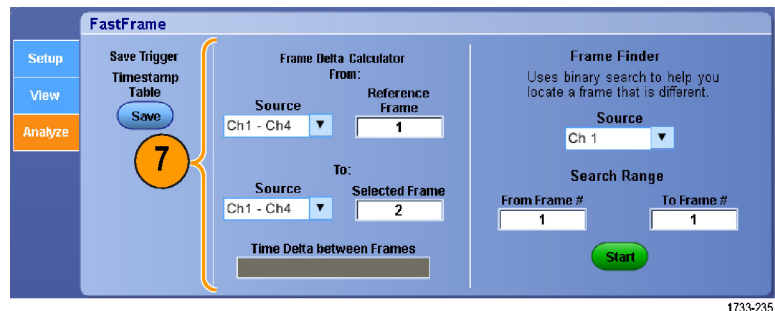 FastFrame
Setup
View
Analyze
Save Trigger
Timestamp
Table
Save
7
Frame Delta Calculator
From:
Source
Reference
Frame
Ch1 - Ch4
1
To:
Source
Selected Frame
Ch1 - Ch4
2
Time Delta between Frames
Frame Finder
Uses binary search to help you
locate a frame that is different.
Source
Ch 1
Search Range
From Frame #
To Frame #
1
1
Start
1733-235